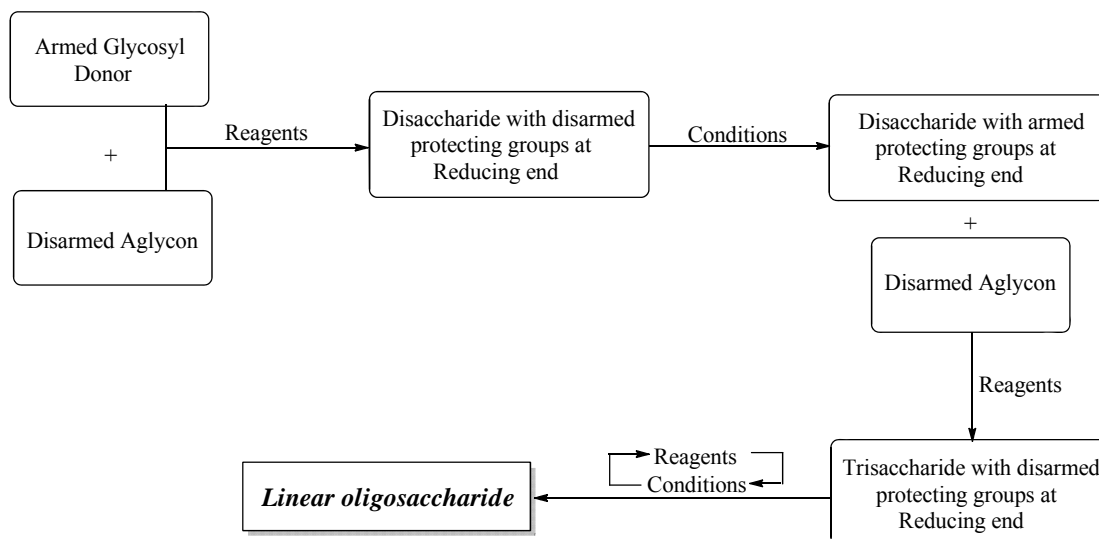 Armed Glycosyl
Donor
+
Disarmed Aglycon
Reagents
Disaccharide with disarmed
protecting groups at
Reducing end
Conditions
Disaccharide with armed
protecting groups at
Reducing end
+
Disarmed Aglycon
Reagents
Trisaccharide with disarmed
protecting groups at
Reducing end
Reagents
Conditions
Linear oligosaccharide